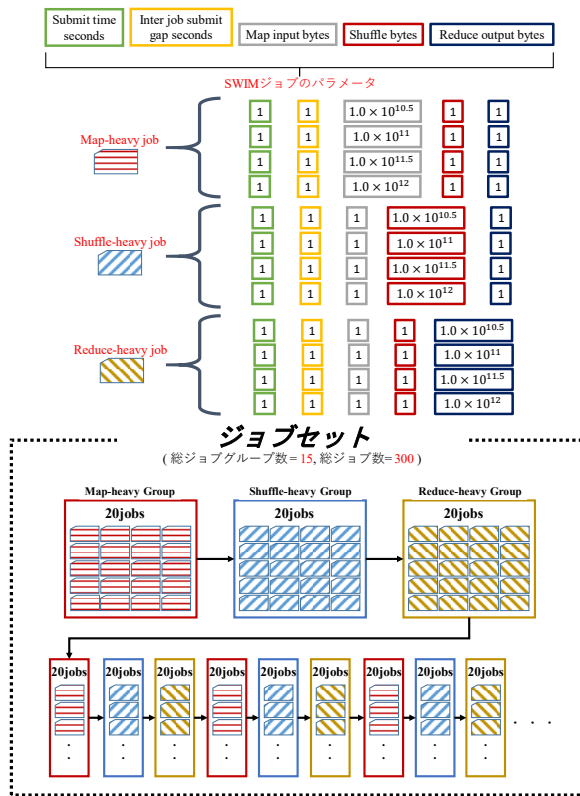 Submit time seconds
Inter job submit gap seconds
Map input bytes
Shuffle bytes
Reduce output bytes
SWIMジョブのパラメータ
Map-heavy job
1 1 1.0 × 10^10.5 1 1
1 1 1.0 × 10^11 1 1
1 1 1.0 × 10^11.5 1 1
1 1 1.0 × 10^12 1 1
Shuffle-heavy job
1 1 1 1.0 × 10^10.5 1
1 1 1 1.0 × 10^11 1
1 1 1 1.0 × 10^11.5 1
1 1 1 1.0 × 10^12 1
Reduce-heavy job
1 1 1 1 1.0 × 10^10.5
1 1 1 1 1.0 × 10^11
1 1 1 1 1.0 × 10^11.5
1 1 1 1 1.0 × 10^12
ジョブセット
( 総ジョブグループ数= 15, 総ジョブ数= 300 )
Map-heavy Group Shuffle-heavy Group Reduce-heavy Group
20jobs 20jobs 20jobs
20jobs 20jobs 20jobs 20jobs 20jobs 20jobs 20jobs 20jobs 20jobs
. . .